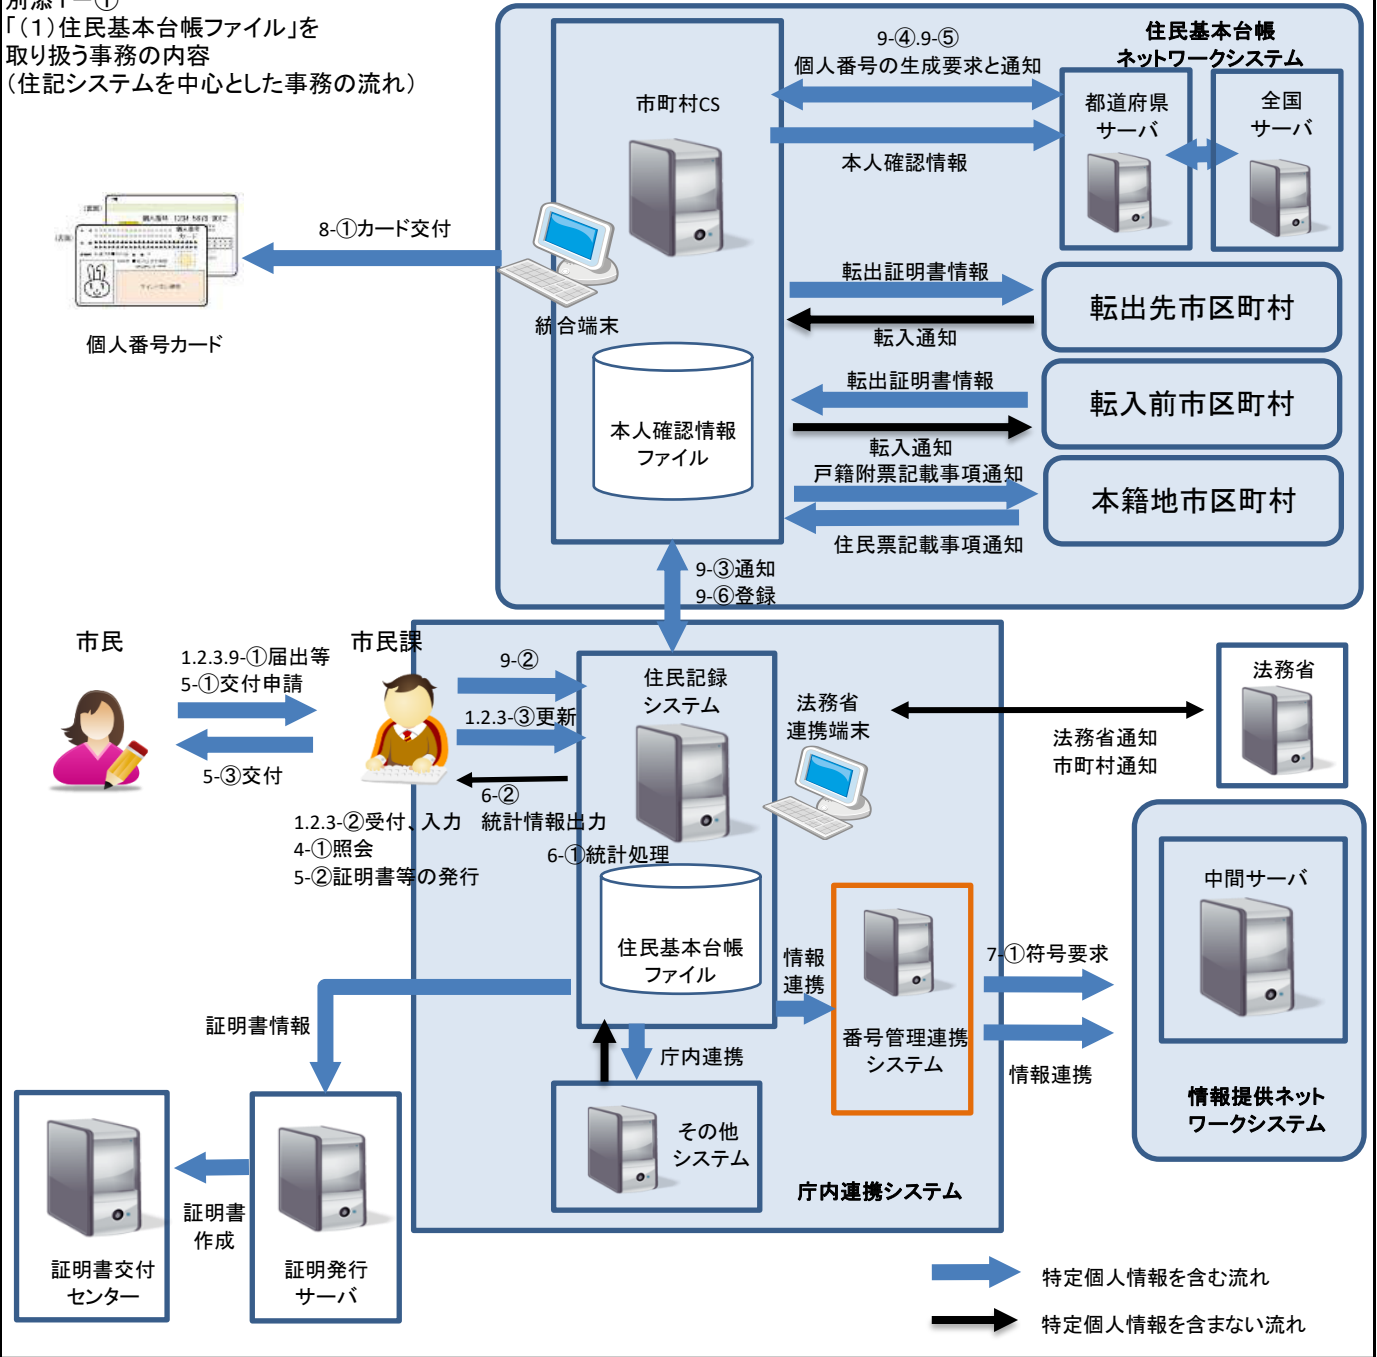 別添1-①
「(1)住民基本台帳ファイル」を
取り扱う事務の内容
(住記システムを中心とした事務の流れ)
住民基本台帳
ネットワークシステム
9-④.9-⑤
個人番号の生成要求と通知
市町村CS
都道府県
サーバ
全国
サーバ
本人確認情報
8-①カード交付
個人番号カード
統合端末
転出証明書情報
転出先市区町村
転入通知
転出証明書情報
転入前市区町村
転入通知
本人確認情報
ファイル
戸籍附票記載事項通知
本籍地市区町村
住民票記載事項通知
9-③通知
9-⑥登録
市民
1.2.3.9-①届出等
5-①交付申請
5-③交付
市民課
9-②
1.2.3-③更新
6-②
統計情報出力
1.2.3-②受付、入力
4-①照会
5-②証明書等の発行
6-①統計処理
住民記録
システム
法務省
連携端末
法務省
法務省通知
市町村通知
住民基本台帳
ファイル
情報
連携
番号管理連携
システム
7-①符号要求
情報連携
中間サーバ
情報提供ネット
ワークシステム
証明書情報
庁内連携
その他
システム
庁内連携システム
証明書
作成
証明書交付
センター
証明発行
サーバ
特定個人情報を含む流れ
特定個人情報を含まない流れ